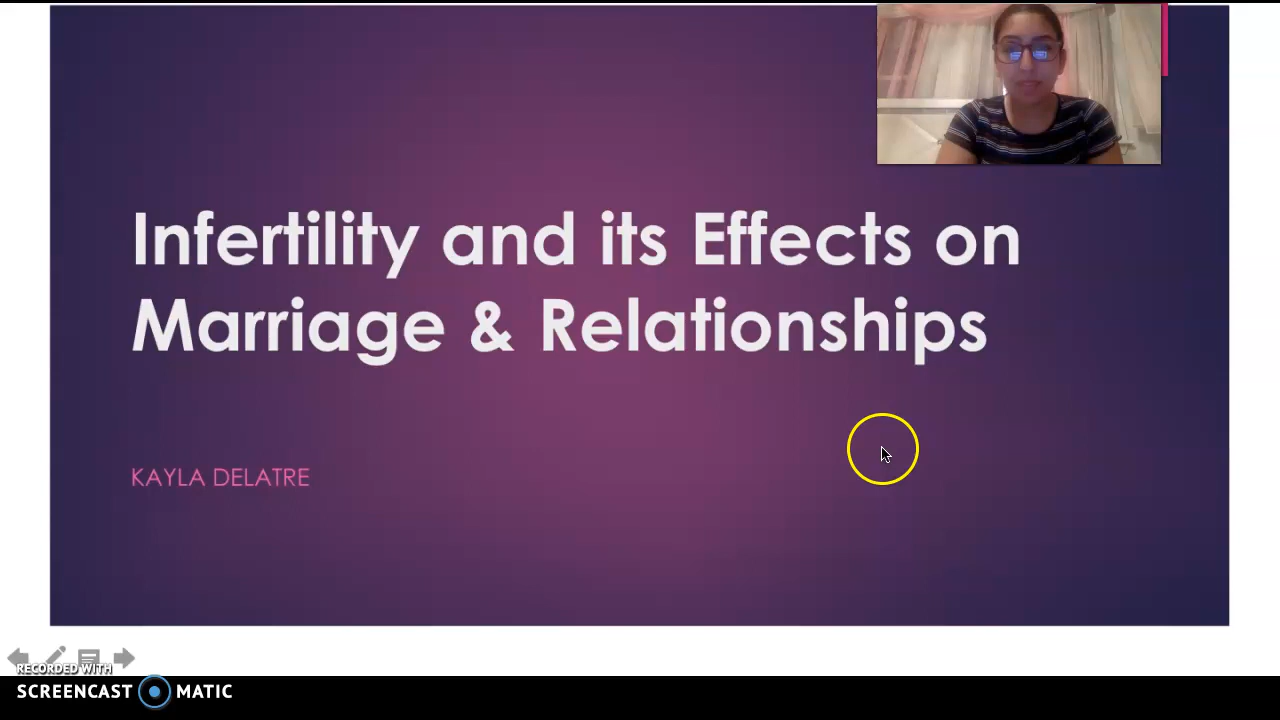 Infertility and its Effects on
Marriage & Relationships
KAYLA DELATRE
RECORDED WITH
SCREENCAST MATIC